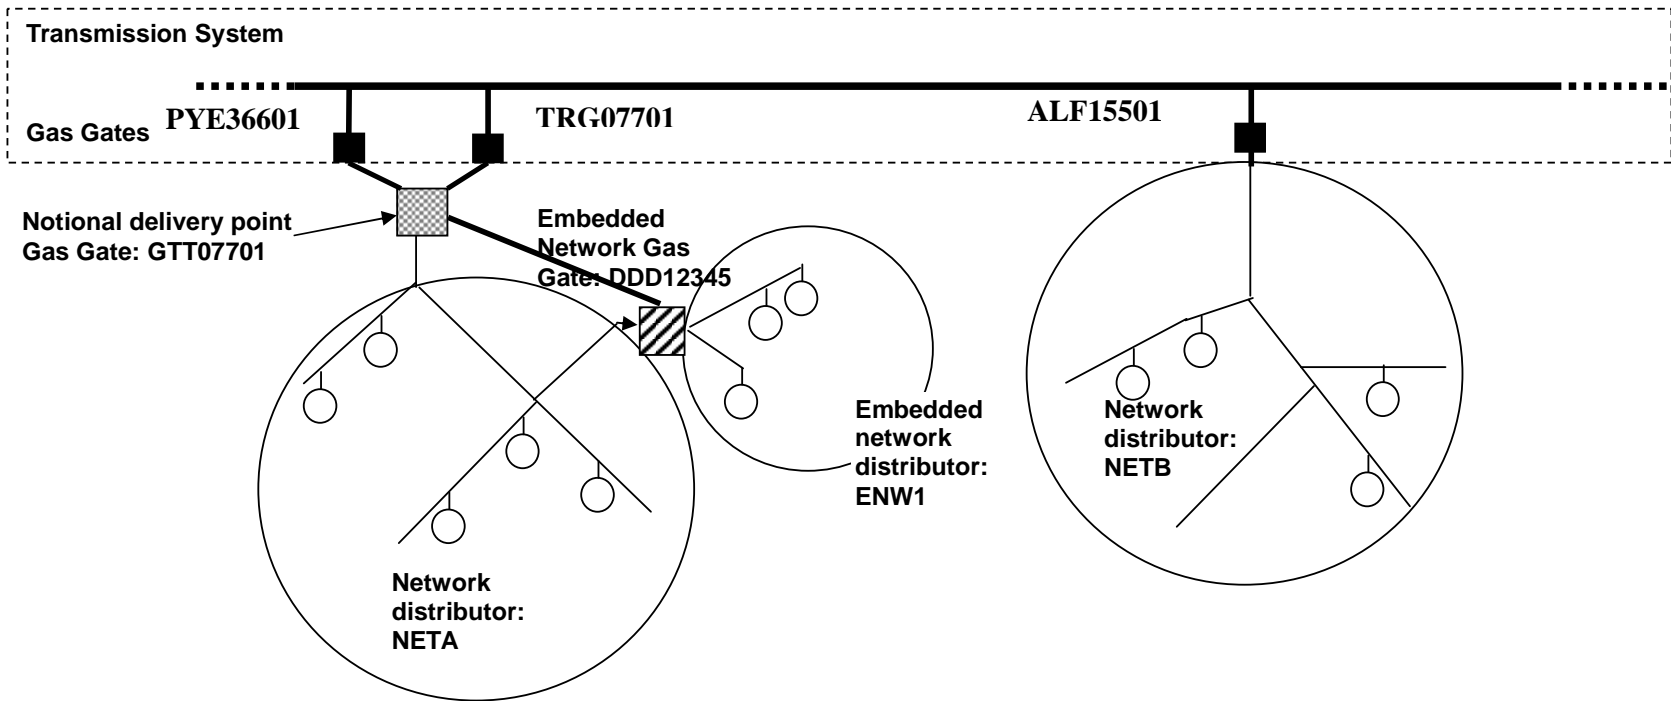 Transmission System
PYE36601
TRG07701
ALF15501
Gas Gates
Notional delivery point
Gas Gate: GTT07701
Embedded
Network Gas
Gate: DDD12345
Embedded
network
distributor:
ENW1
Network
distributor:
NETB
Network
distributor:
NETA